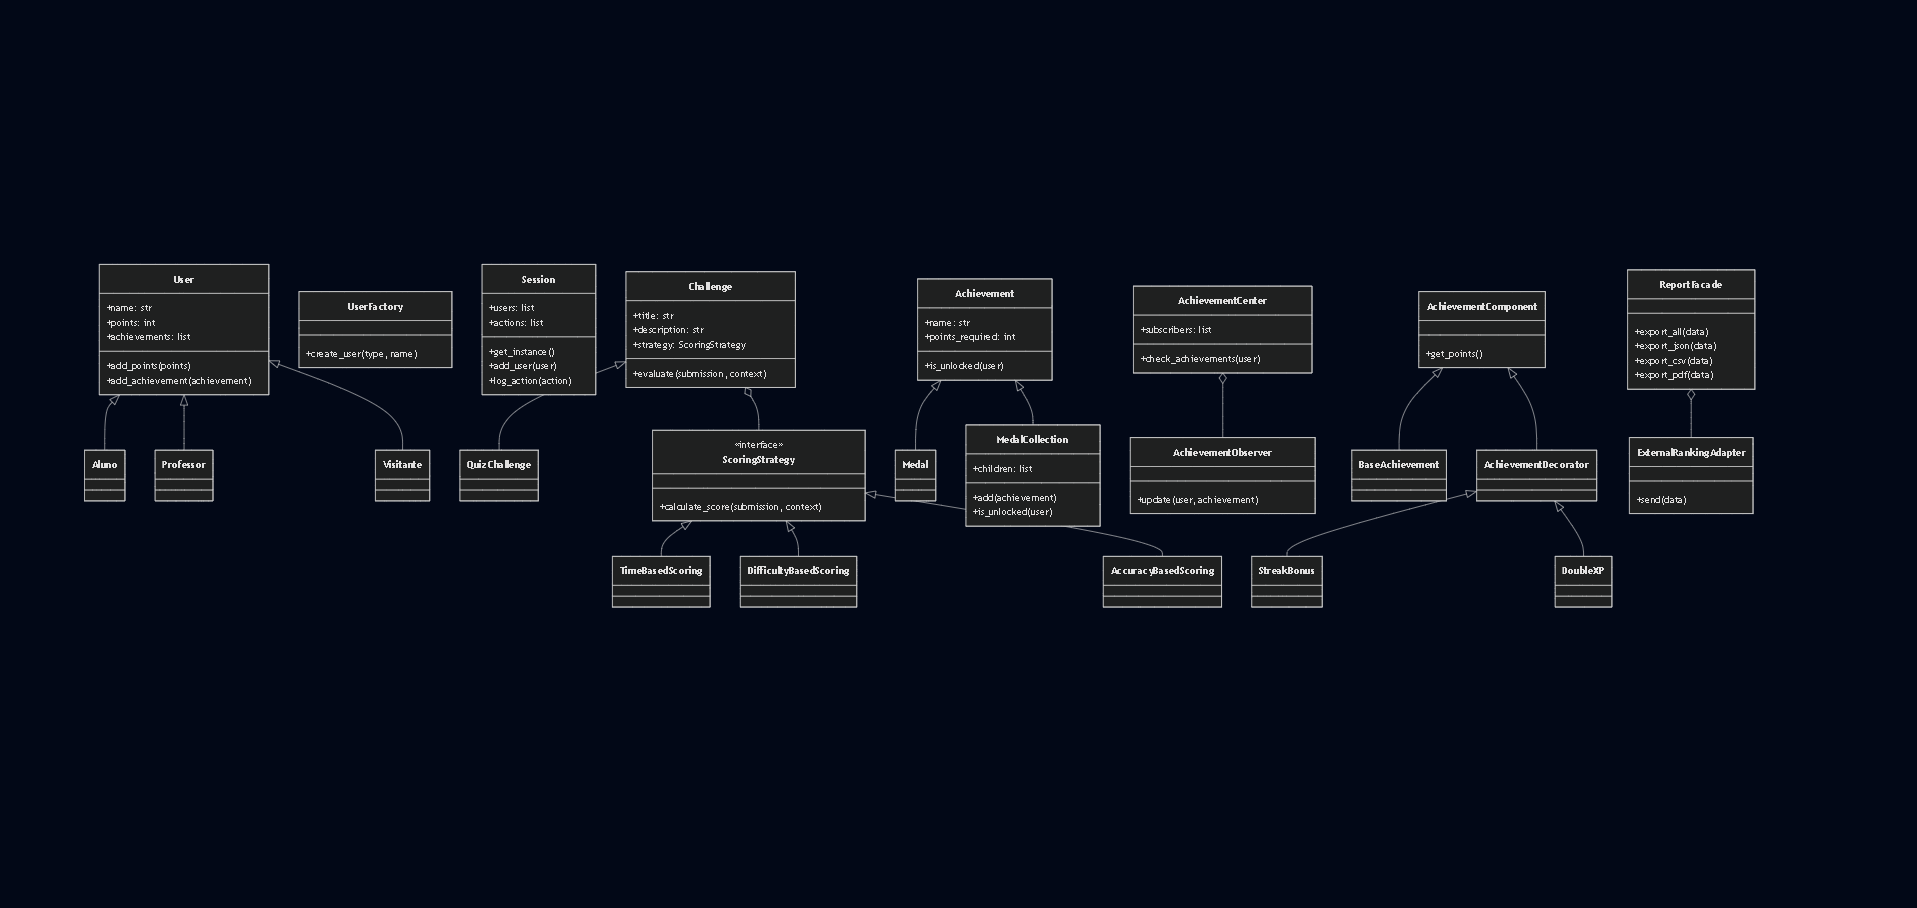 User
+name: str
+points: int
+achievements: list
+add_points(points)
+add_achievement(achievement)
UserFactory
+create_user(type, name)
Session
+users: list
+actions: list
+get_instance()
+add_user(user)
+log_action(action)
Challenge
+title: str
+description: str
+strategy: ScoringStrategy
+evaluate(submission, context)
Achievement
+name: str
+points_required: int
+is_unlocked(user)
AchievementCenter
+subscribers: list
+check_achievements(user)
AchievementComponent
+get_points()
ReportFacade
+export_all(data)
+export_json(data)
+export_csv(data)
+export_pdf(data)
Aluno
Professor
Visitante
QuizChallenge
«interface»
ScoringStrategy
+calculate_score(submission, context)
Medal
MedalCollection
+children: list
+add(achievement)
+is_unlocked(user)
AchievementObserver
+update(user, achievement)
BaseAchievement
AchievementDecorator
ExternalRankingAdapter
+send(data)
TimeBasedScoring
DifficultyBasedScoring
AccuracyBasedScoring
StreakBonus
DoubleXP